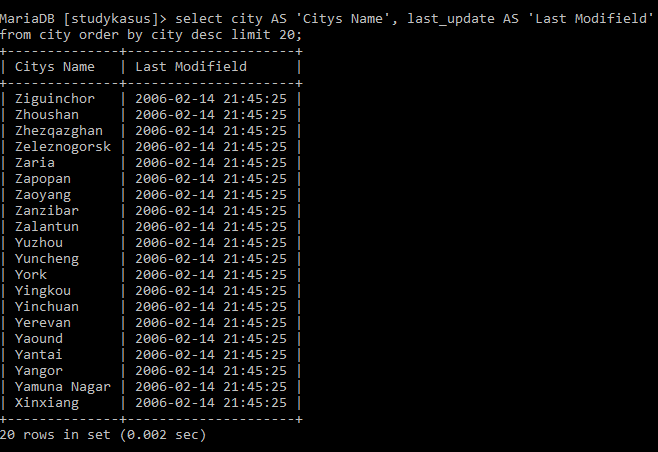 MariaDB [studykasus]> select city AS 'Citys Name', last_update AS 'Last Modifield'
from city order by city desc limit 20;
+--------------+---------------------+
| Citys Name   | Last Modifield      |
+--------------+---------------------+
| Ziguinchor   | 2006-02-14 21:45:25 |
| Zhoushan     | 2006-02-14 21:45:25 |
| Zhezqazghan  | 2006-02-14 21:45:25 |
| Zeleznogorsk | 2006-02-14 21:45:25 |
| Zaria        | 2006-02-14 21:45:25 |
| Zapopan      | 2006-02-14 21:45:25 |
| Zaoyang      | 2006-02-14 21:45:25 |
| Zanzibar     | 2006-02-14 21:45:25 |
| Zalantun     | 2006-02-14 21:45:25 |
| Yuzhou       | 2006-02-14 21:45:25 |
| Yuncheng     | 2006-02-14 21:45:25 |
| York         | 2006-02-14 21:45:25 |
| Yingkou      | 2006-02-14 21:45:25 |
| Yinchuan     | 2006-02-14 21:45:25 |
| Yerevan      | 2006-02-14 21:45:25 |
| Yaound       | 2006-02-14 21:45:25 |
| Yantai       | 2006-02-14 21:45:25 |
| Yangor       | 2006-02-14 21:45:25 |
| Yamuna Nagar | 2006-02-14 21:45:25 |
| Xinxiang     | 2006-02-14 21:45:25 |
+--------------+---------------------+
20 rows in set (0.002 sec)